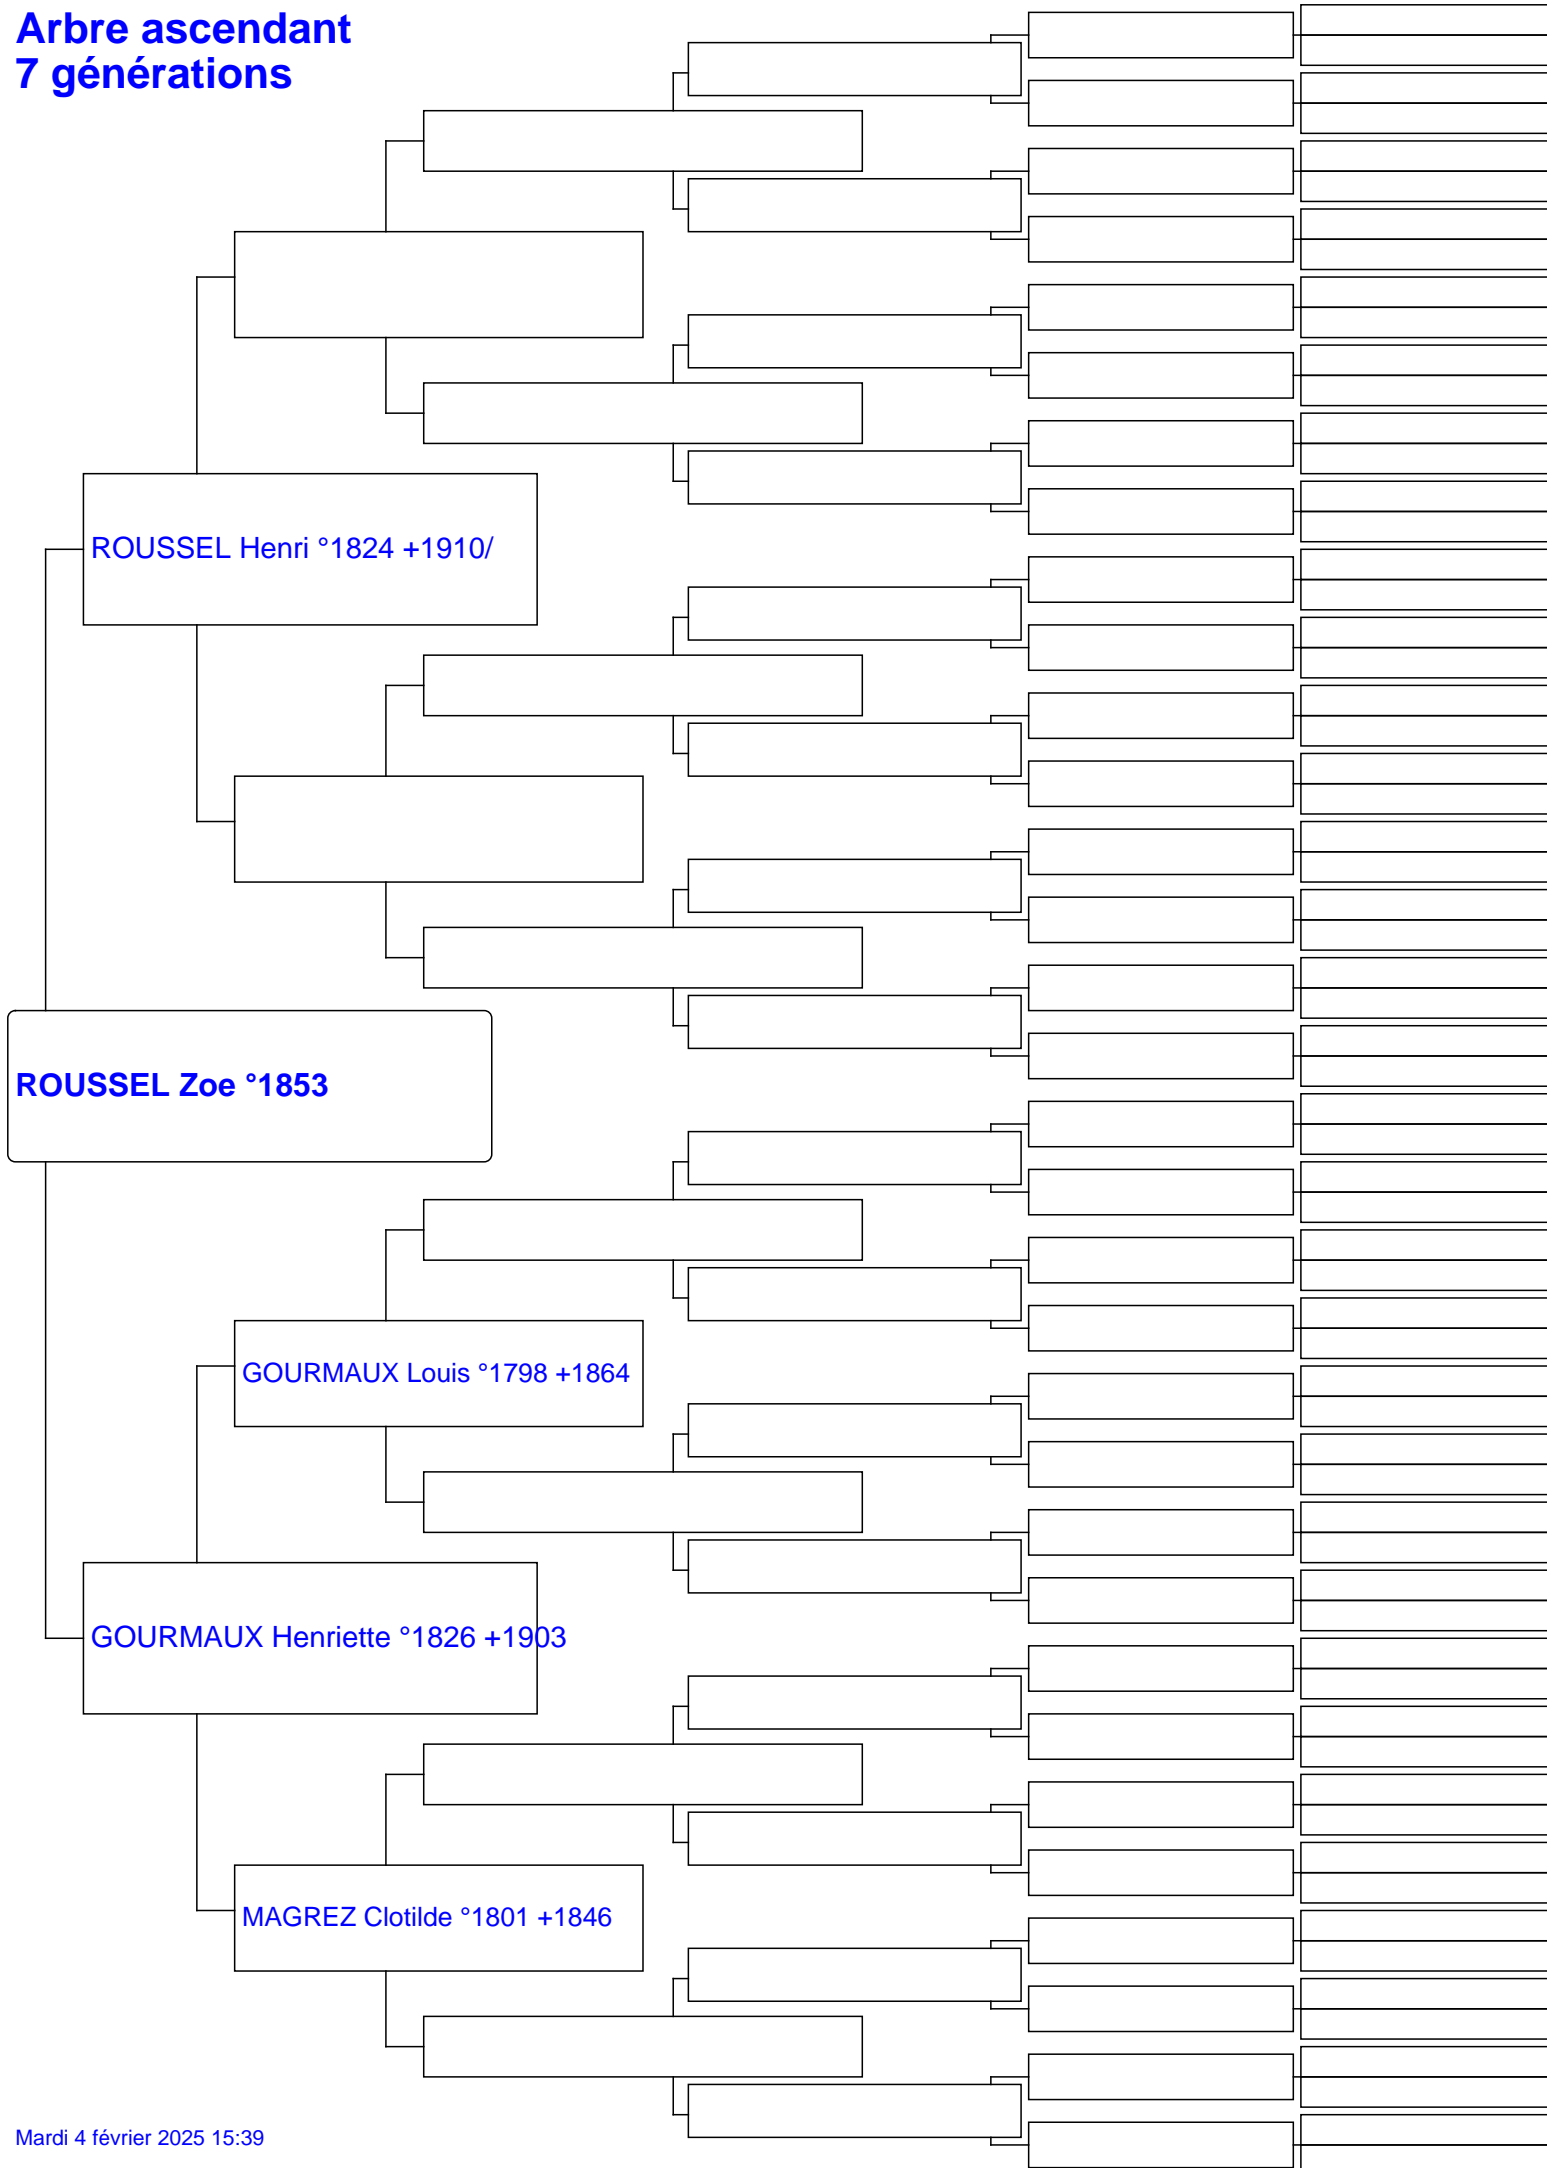 Arbre ascendant
7 générations
ROUSSEL Henri °1824 +1910/
ROUSSEL Zoe °1853
GOURMAUX Louis °1798 +1864
GOURMAUX Henriette °1826 +1903
MAGREZ Clotilde °1801 +1846
Mardi 4 février 2025 15:39